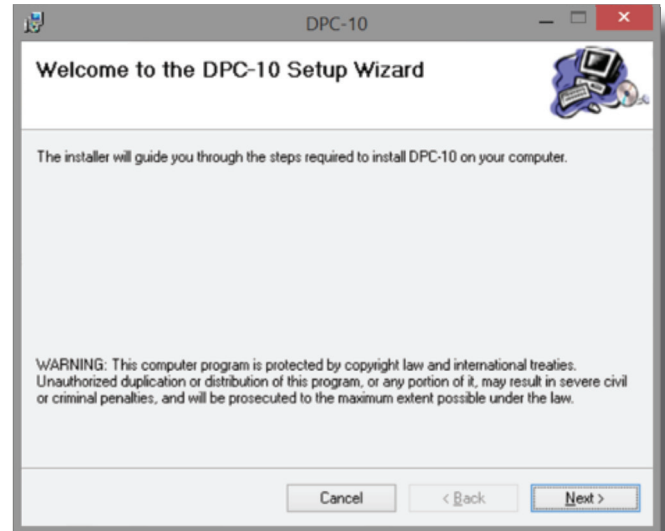 DPC-10
Welcome to the DPC-10 Setup Wizard
The installer will guide you through the steps required to install DPC-10 on your computer.
WARNING: This computer program is protected by copyright law and international treaties.
Unauthorized duplication or distribution of this program, or any portion of it, may result in severe civil
or criminal penalties, and will be prosecuted to the maximum extent possible under the law.
Cancel < Back Next >